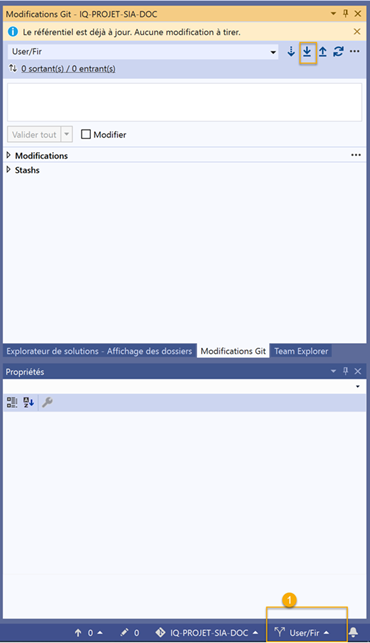 Modifications Git - IQ-PROJET-SIA-DOC
Le référentiel est déjà à jour. Aucune modification à tirer.
User/Fir
0 sortant(s) / 0 entrant(s)
Valider tout
Modifier
Modifications
Stashs
Explorateur de solutions - Affichage des dossiers Modifications Git Team Explorer
Propriétés
1
0 0 IQ-PROJET-SIA-DOC User/Fir